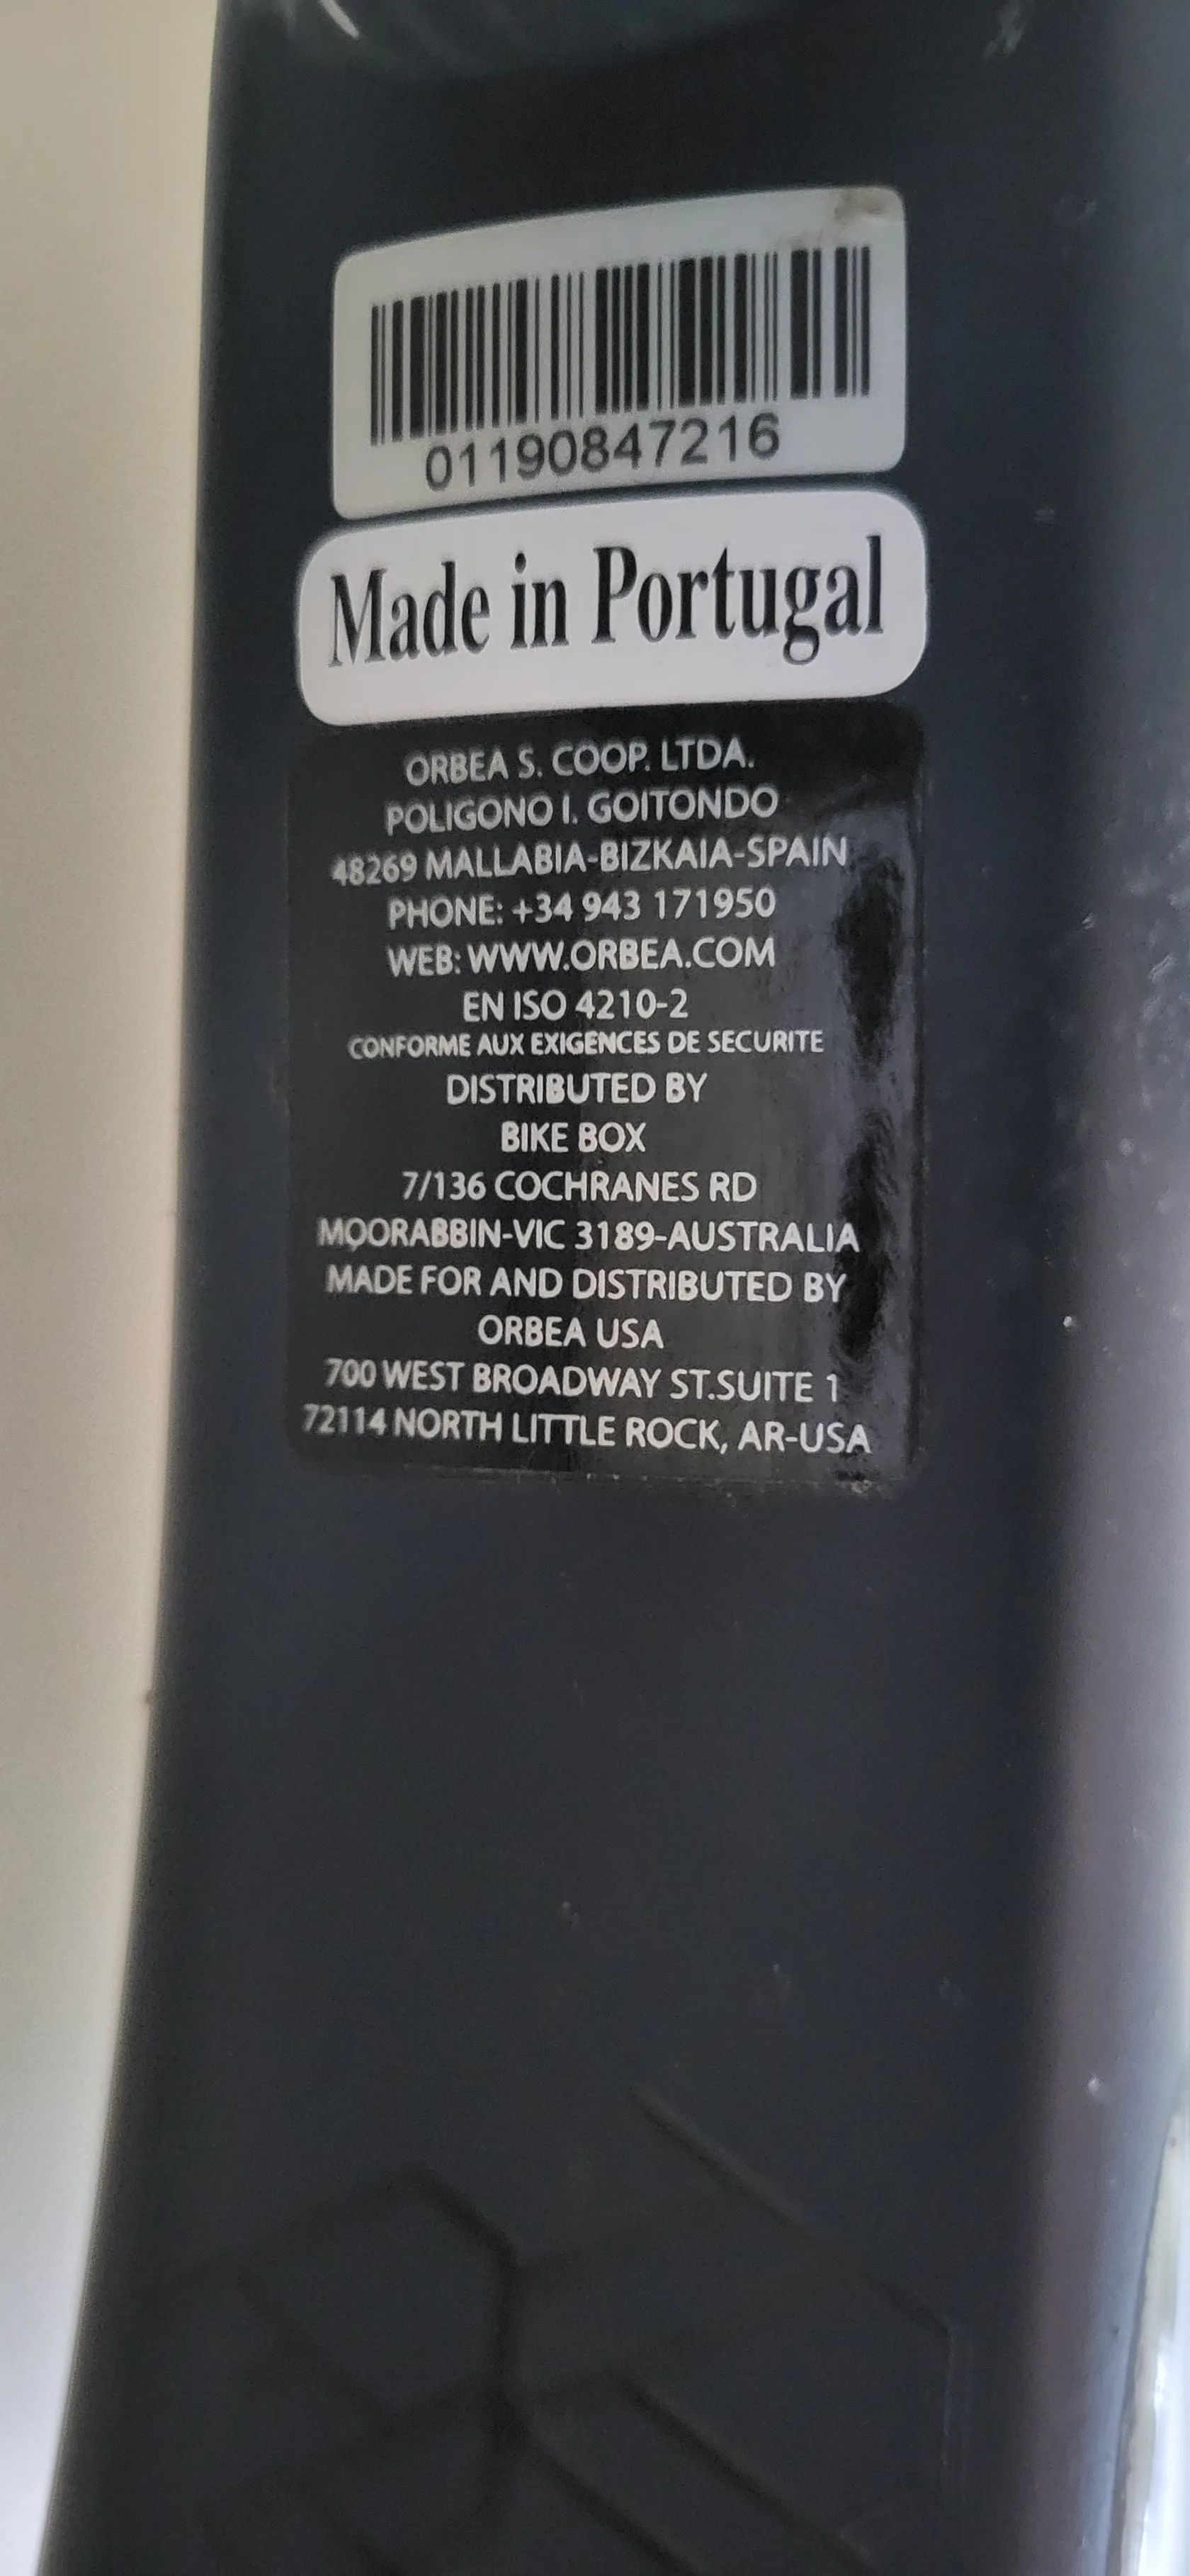 01190847216
Made in Portugal
ORBEA S. COOP. LTDA.
POLIGONO I. GOITONDO
48269 MALLABIA-BIZKAIA-SPAIN
PHONE: +34 943 171950
WEB: WWW.ORBEA.COM
EN ISO 4210-2
CONFORME AUX EXIGENCES DE SECURITE
DISTRIBUTED BY
BIKE BOX
7/136 COCHRANES RD
MOORABBIN-VIC 3189-AUSTRALIA
MADE FOR AND DISTRIBUTED BY
ORBEA USA
700 WEST BROADWAY ST.SUITE 1
72114 NORTH LITTLE ROCK, AR-USA